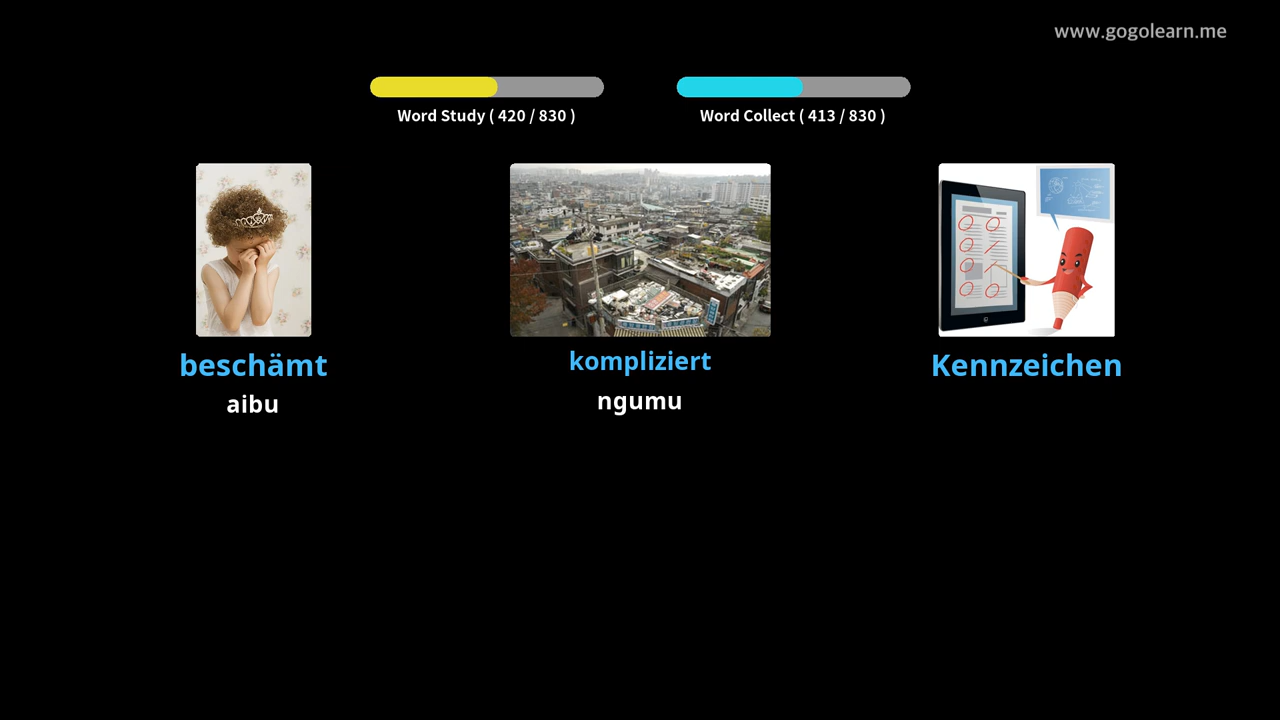 www.gogolearn.me
Word Study ( 420 / 830 )
Word Collect ( 413 / 830 )
beschämt
aibu
kompliziert
ngumu
Kennzeichen